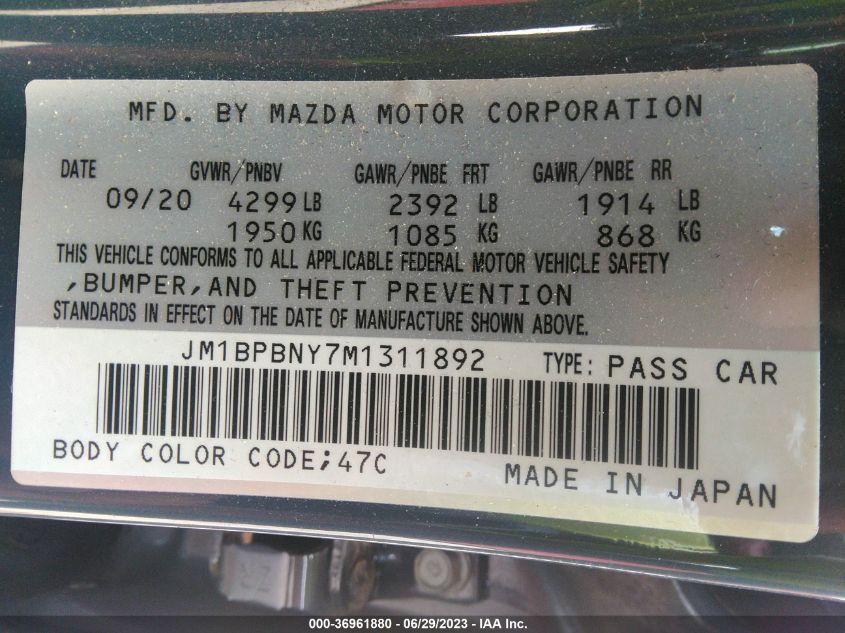 MFD. BY MAZDA MOTOR CORPORATION
DATE GVWR/PNBV GAWR/PNBE FRT GAWR/PNBE RR
09/20 4299 LB 2392 LB 1914 LB
1950 KG 1085 KG 868 KG
THIS VEHICLE CONFORMS TO ALL APPLICABLE FEDERAL MOTOR VEHICLE SAFETY
,BUMPER,AND THEFT PREVENTION
STANDARDS IN EFFECT ON THE DATE OF MANUFACTURE SHOWN ABOVE.
JM1BPBNY7M1311892 TYPE: PASS CAR
BODY COLOR CODE;47C
MADE IN JAPAN
000-36961880 - 06/29/2023 - IAA Inc.